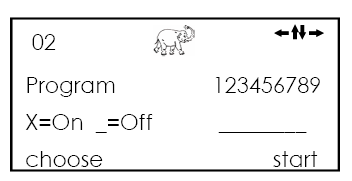 02
Program 123456789
X=On _=Off _________
choose start